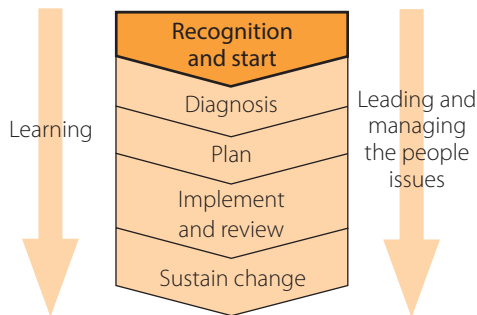 Recognition
and start
Diagnosis
Plan
Implement
and review
Sustain change
Learning
Leading and
managing
the people
issues